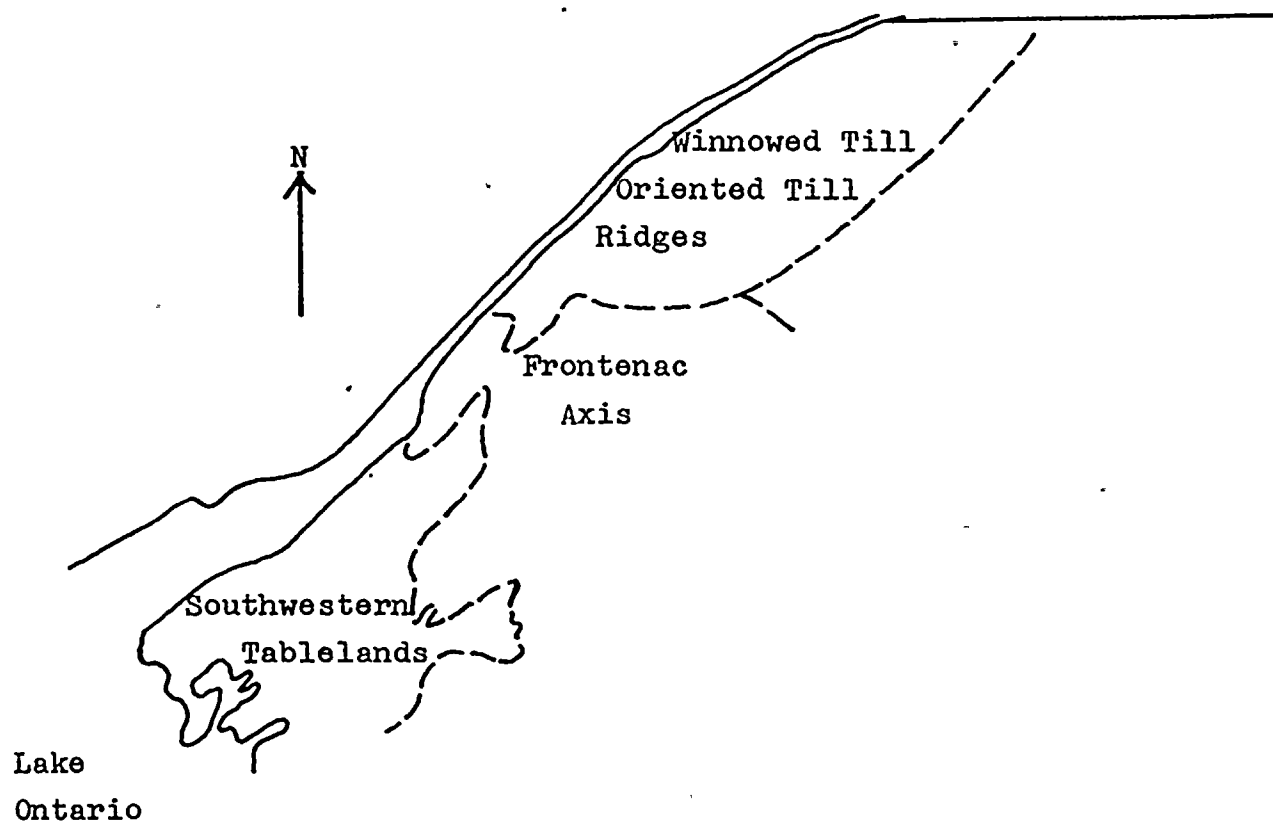 N
Winnowed Till
Oriented Till
Ridges
Frontenac
Axis
Southwestern
Tablelands
Lake
Ontario